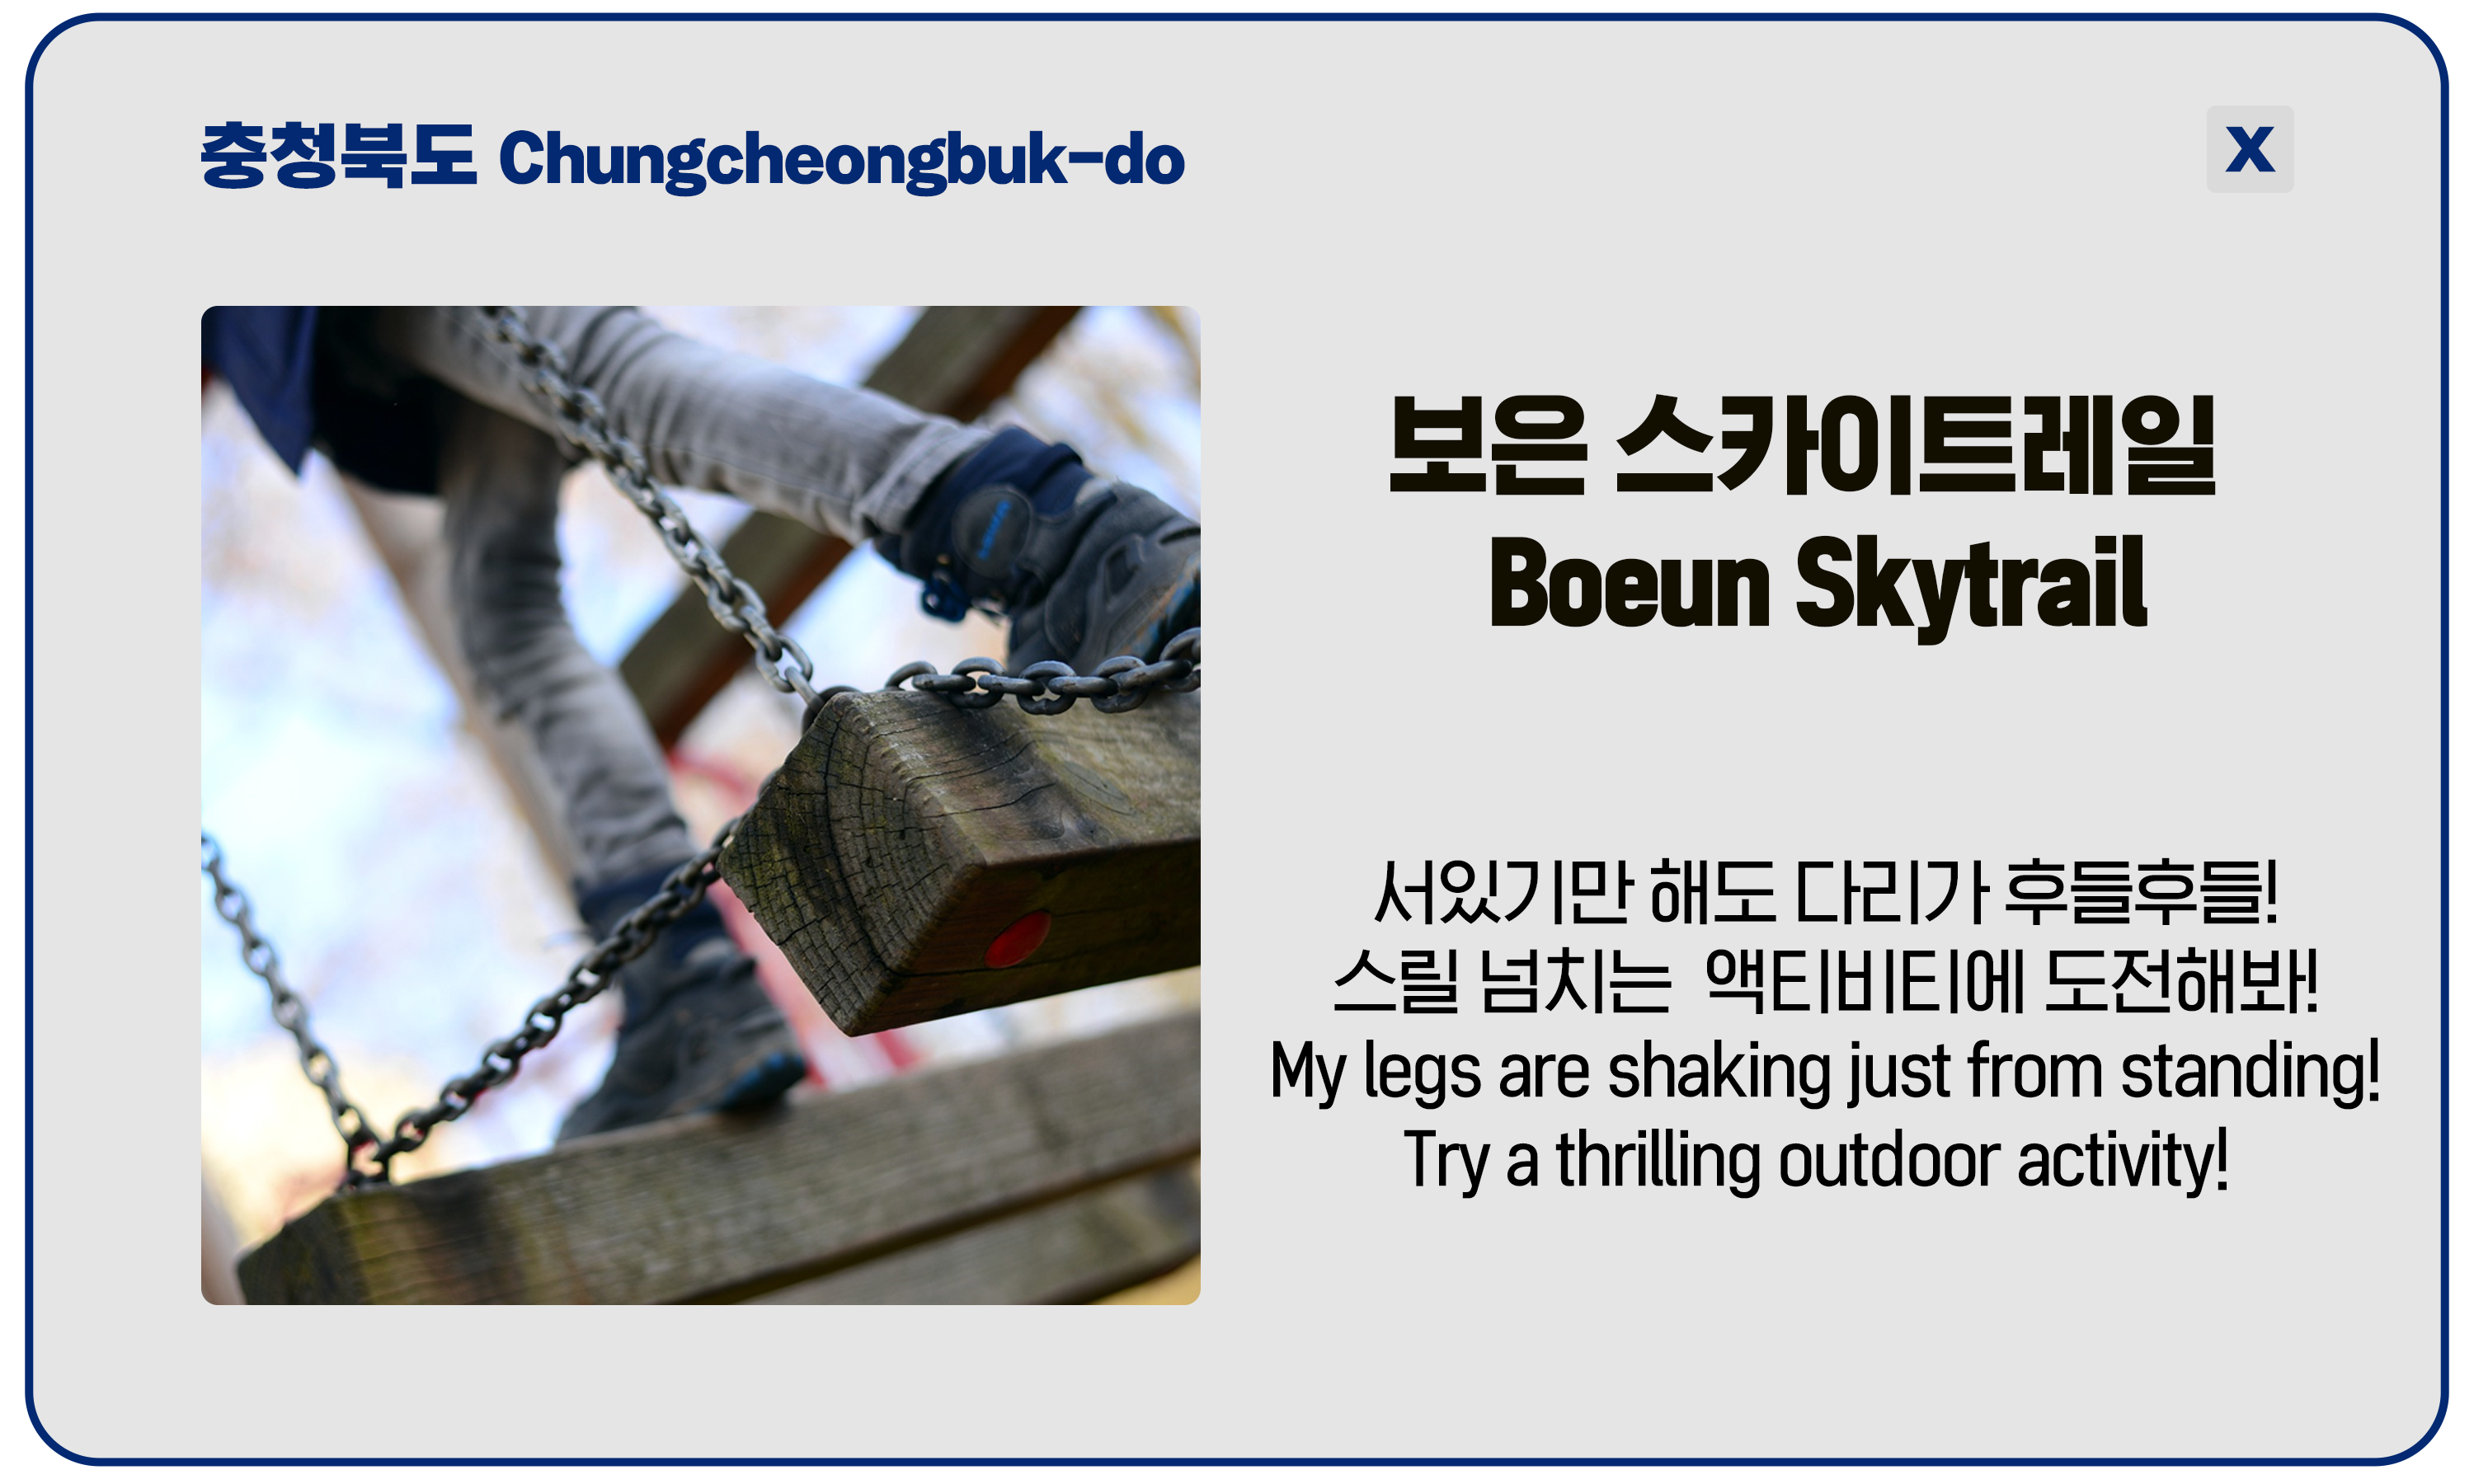 충청북도 Chungcheongbuk-do
X
보은 스카이트레일
Boeun Skytrail
서있기만 해도 다리가 후들후들!
스릴 넘치는 액티비티에 도전해봐!
My legs are shaking just from standing!
Try a thrilling outdoor activity!